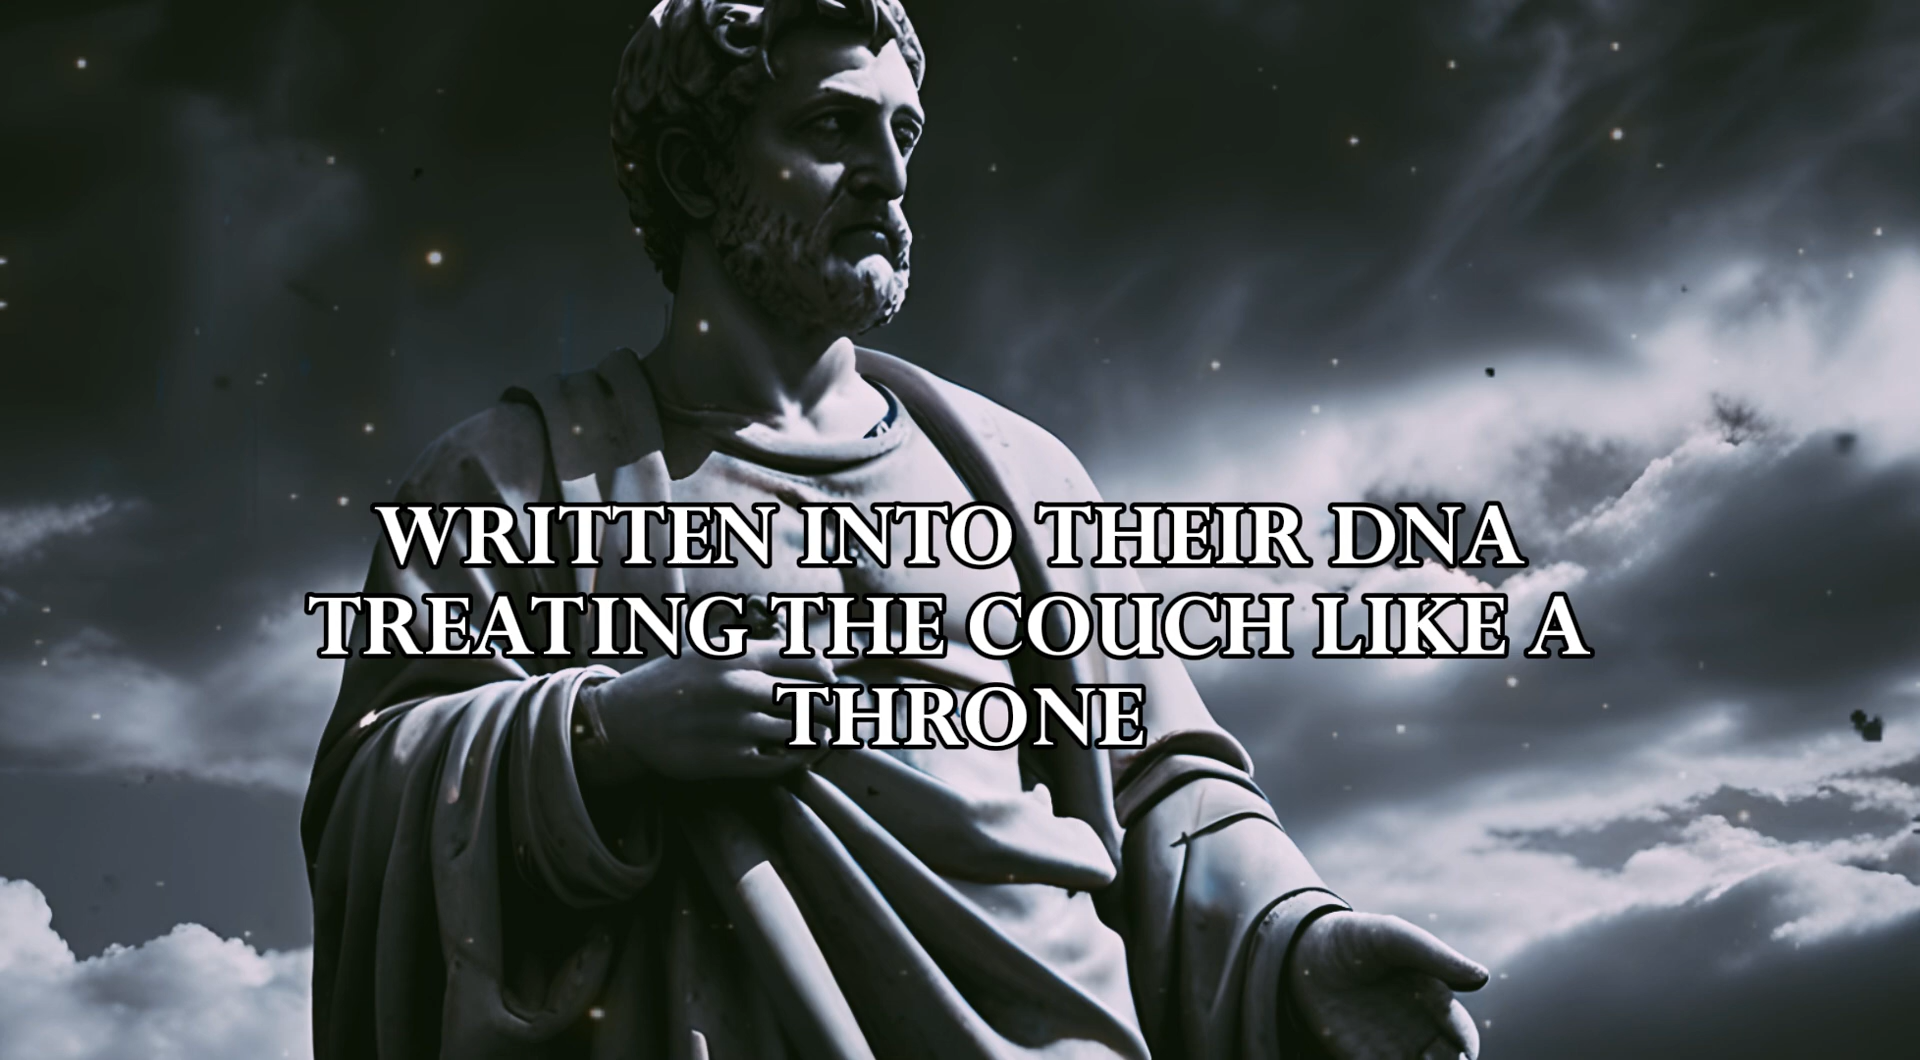 WRITTEN INTO THEIR DNA
TREATING THE COUCH LIKE A
THRONE